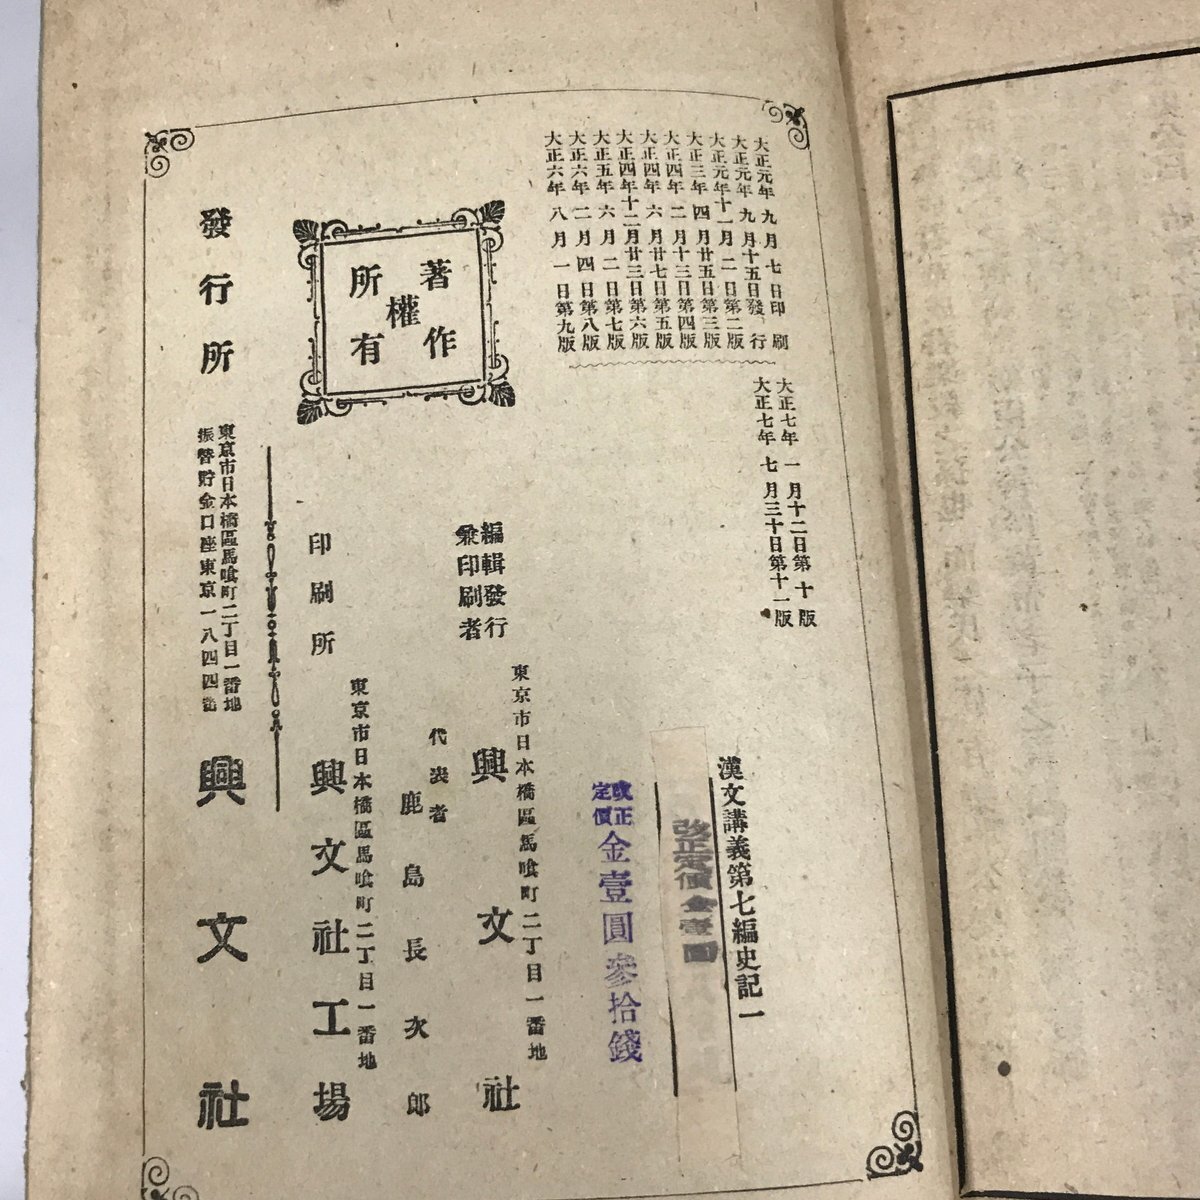 大正元年九月七日印刷
大正元年九月十五日發行
大正元年十一月二日第二版
大正三年四月廿五日第三版
大正四年二月十三日第四版
大正四年六月廿七日第五版
大正四年十二月廿三日第六版
大正五年六月二日第七版
大正六年二月四日第八版
大正六年八月一日第九版
大正七年一月十二日第十版
大正七年七月三十日第十一版
漢文講義第七編史記一
改正定價金壹圓
改正定價金壹圓參拾錢
著作權所有
編輯發行兼印刷者
東京市日本橋區馬喰町二丁目一番地
興文社
代表者
鹿島長次郎
印刷所
東京市日本橋區馬喰町二丁目一番地
興文社工場
發行所
東京市日本橋區馬喰町二丁目一番地
振替貯金口座東京一八四四番
興文社